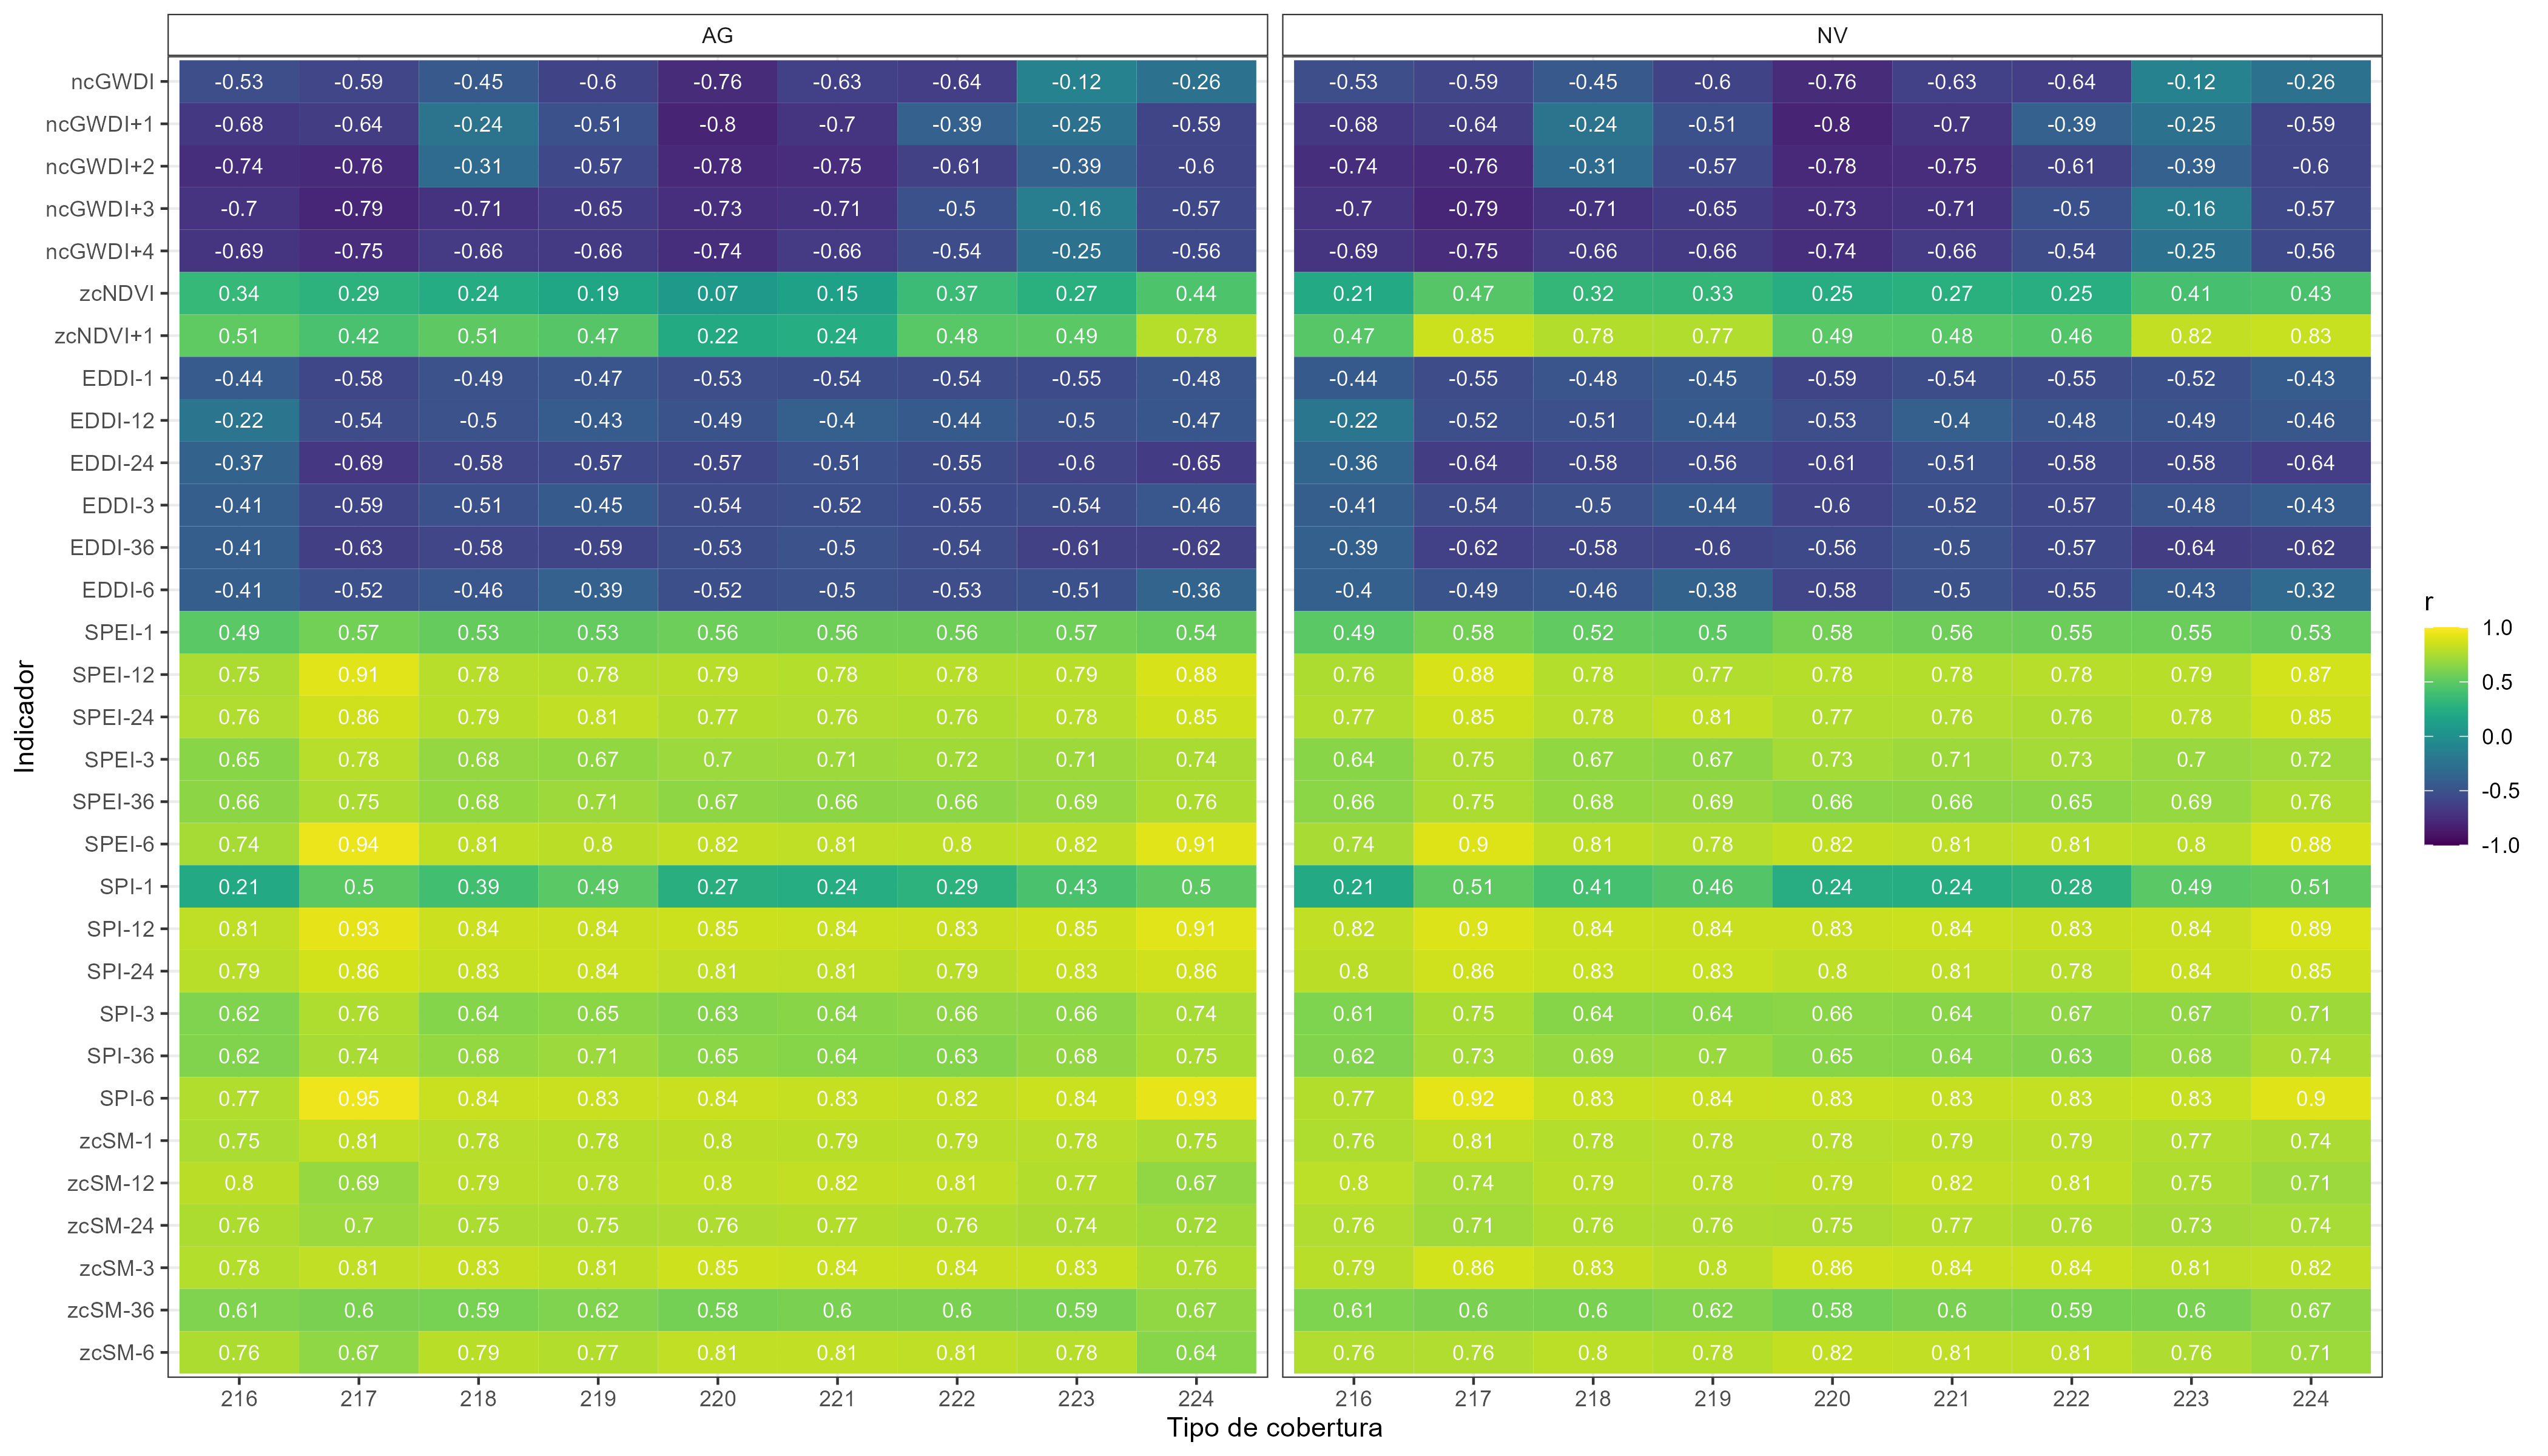 AG NV
ncGWDI -0.53 -0.59 -0.45 -0.6 -0.76 -0.63 -0.64 -0.12 -0.26 -0.53 -0.59 -0.45 -0.6 -0.76 -0.63 -0.64 -0.12 -0.26
ncGWDI+1 -0.68 -0.64 -0.24 -0.51 -0.8 -0.7 -0.39 -0.25 -0.59 -0.68 -0.64 -0.24 -0.51 -0.8 -0.7 -0.39 -0.25 -0.59
ncGWDI+2 -0.74 -0.76 -0.31 -0.57 -0.78 -0.75 -0.61 -0.39 -0.6 -0.74 -0.76 -0.31 -0.57 -0.78 -0.75 -0.61 -0.39 -0.6
ncGWDI+3 -0.7 -0.79 -0.71 -0.65 -0.73 -0.71 -0.5 -0.16 -0.57 -0.7 -0.79 -0.71 -0.65 -0.73 -0.71 -0.5 -0.16 -0.57
ncGWDI+4 -0.69 -0.75 -0.66 -0.66 -0.74 -0.66 -0.54 -0.25 -0.56 -0.69 -0.75 -0.66 -0.66 -0.74 -0.66 -0.54 -0.25 -0.56
zcNDVI 0.34 0.29 0.24 0.19 0.07 0.15 0.37 0.27 0.44 0.21 0.47 0.32 0.33 0.25 0.27 0.25 0.41 0.43
zcNDVI+1 0.51 0.42 0.51 0.47 0.22 0.24 0.48 0.49 0.78 0.47 0.85 0.78 0.77 0.49 0.48 0.46 0.82 0.83
EDDI-1 -0.44 -0.58 -0.49 -0.47 -0.53 -0.54 -0.54 -0.55 -0.48 -0.44 -0.55 -0.48 -0.45 -0.59 -0.54 -0.55 -0.52 -0.43
EDDI-12 -0.22 -0.54 -0.5 -0.43 -0.49 -0.4 -0.44 -0.5 -0.47 -0.22 -0.52 -0.51 -0.44 -0.53 -0.4 -0.48 -0.49 -0.46
EDDI-24 -0.37 -0.69 -0.58 -0.57 -0.57 -0.51 -0.55 -0.6 -0.65 -0.36 -0.64 -0.58 -0.56 -0.61 -0.51 -0.58 -0.58 -0.64
EDDI-3 -0.41 -0.59 -0.51 -0.45 -0.54 -0.52 -0.55 -0.54 -0.46 -0.41 -0.54 -0.5 -0.44 -0.6 -0.52 -0.57 -0.48 -0.43
EDDI-36 -0.41 -0.63 -0.58 -0.59 -0.53 -0.5 -0.54 -0.61 -0.62 -0.39 -0.62 -0.58 -0.6 -0.56 -0.5 -0.57 -0.64 -0.62
EDDI-6 -0.41 -0.52 -0.46 -0.39 -0.52 -0.5 -0.53 -0.51 -0.36 -0.4 -0.49 -0.46 -0.38 -0.58 -0.5 -0.55 -0.43 -0.32
SPEI-1 0.49 0.57 0.53 0.53 0.56 0.56 0.56 0.57 0.54 0.49 0.58 0.52 0.5 0.58 0.56 0.55 0.55 0.53
SPEI-12 0.75 0.91 0.78 0.78 0.79 0.78 0.78 0.79 0.88 0.76 0.88 0.78 0.77 0.78 0.78 0.78 0.79 0.87
SPEI-24 0.76 0.86 0.79 0.81 0.77 0.76 0.76 0.78 0.85 0.77 0.85 0.78 0.81 0.77 0.76 0.76 0.78 0.85
SPEI-3 0.65 0.78 0.68 0.67 0.7 0.71 0.72 0.71 0.74 0.64 0.75 0.67 0.67 0.73 0.71 0.73 0.7 0.72
SPEI-36 0.66 0.75 0.68 0.71 0.67 0.66 0.66 0.69 0.76 0.66 0.75 0.68 0.69 0.66 0.66 0.65 0.69 0.76
SPEI-6 0.74 0.94 0.81 0.8 0.82 0.81 0.8 0.82 0.91 0.74 0.9 0.81 0.78 0.82 0.81 0.81 0.8 0.88
SPI-1 0.21 0.5 0.39 0.49 0.27 0.24 0.29 0.43 0.5 0.21 0.51 0.41 0.46 0.24 0.24 0.28 0.49 0.51
SPI-12 0.81 0.93 0.84 0.84 0.85 0.84 0.83 0.85 0.91 0.82 0.9 0.84 0.84 0.83 0.84 0.83 0.84 0.89
SPI-24 0.79 0.86 0.83 0.84 0.81 0.81 0.79 0.83 0.86 0.8 0.86 0.83 0.83 0.8 0.81 0.78 0.84 0.85
SPI-3 0.62 0.76 0.64 0.65 0.63 0.64 0.66 0.66 0.74 0.61 0.75 0.64 0.64 0.66 0.64 0.67 0.67 0.71
SPI-36 0.62 0.74 0.68 0.71 0.65 0.64 0.63 0.68 0.75 0.62 0.73 0.69 0.7 0.65 0.64 0.63 0.68 0.74
SPI-6 0.77 0.95 0.84 0.83 0.84 0.83 0.82 0.84 0.93 0.77 0.92 0.83 0.84 0.83 0.83 0.83 0.83 0.9
zcSM-1 0.75 0.81 0.78 0.78 0.8 0.79 0.79 0.78 0.75 0.76 0.81 0.78 0.78 0.78 0.79 0.79 0.77 0.74
zcSM-12 0.8 0.69 0.79 0.78 0.8 0.82 0.81 0.77 0.67 0.8 0.74 0.79 0.78 0.79 0.82 0.81 0.75 0.71
zcSM-24 0.76 0.7 0.75 0.75 0.76 0.77 0.76 0.74 0.72 0.76 0.71 0.76 0.76 0.75 0.77 0.76 0.73 0.74
zcSM-3 0.78 0.81 0.83 0.81 0.85 0.84 0.84 0.83 0.76 0.79 0.86 0.83 0.8 0.86 0.84 0.84 0.81 0.82
zcSM-36 0.61 0.6 0.59 0.62 0.58 0.6 0.6 0.59 0.67 0.61 0.6 0.6 0.62 0.58 0.6 0.59 0.6 0.67
zcSM-6 0.76 0.67 0.79 0.77 0.81 0.81 0.81 0.78 0.64 0.76 0.76 0.8 0.78 0.82 0.81 0.81 0.76 0.71
216 217 218 219 220 221 222 223 224 216 217 218 219 220 221 222 223 224
Tipo de cobertura
Indicador
r
1.0
0.5
0.0
-0.5
-1.0